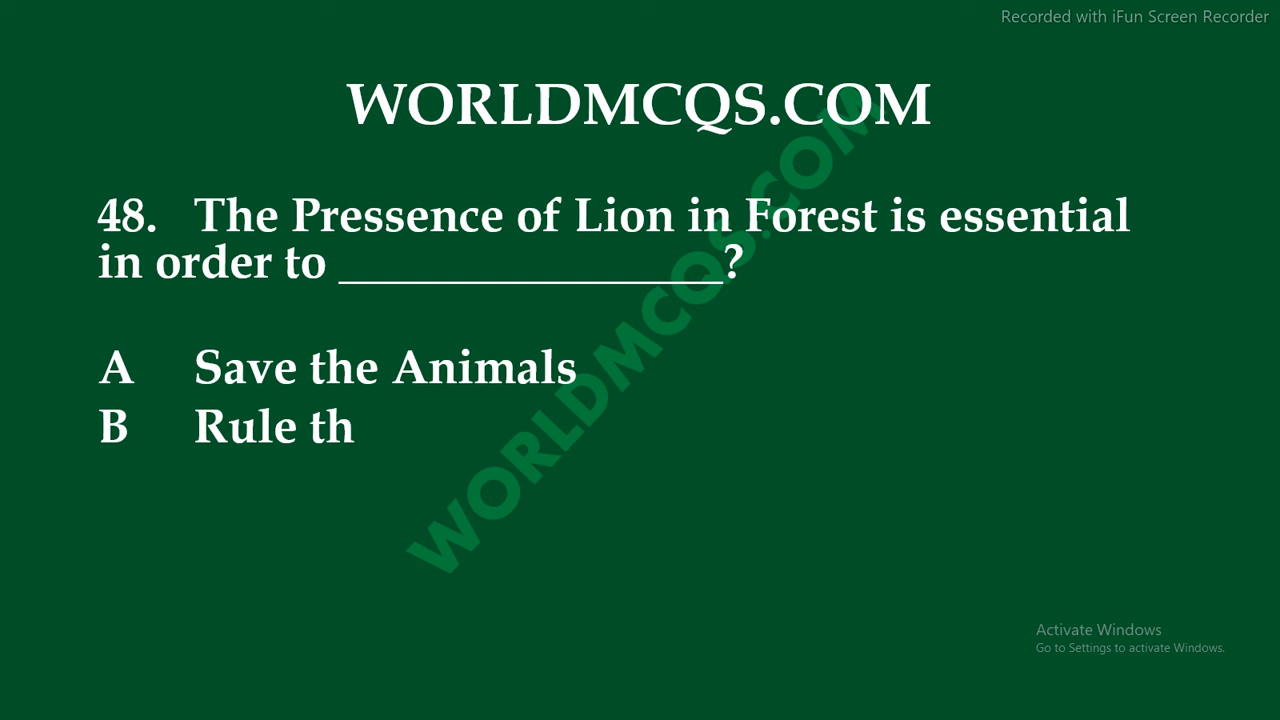 Recorded with iFun Screen Recorder
WORLDMCQS.COM
48. The Pressence of Lion in Forest is essential
in order to ________________?
A Save the Animals
B Rule th
WORLDMCQS.COM
Activate Windows
Go to Settings to activate Windows.